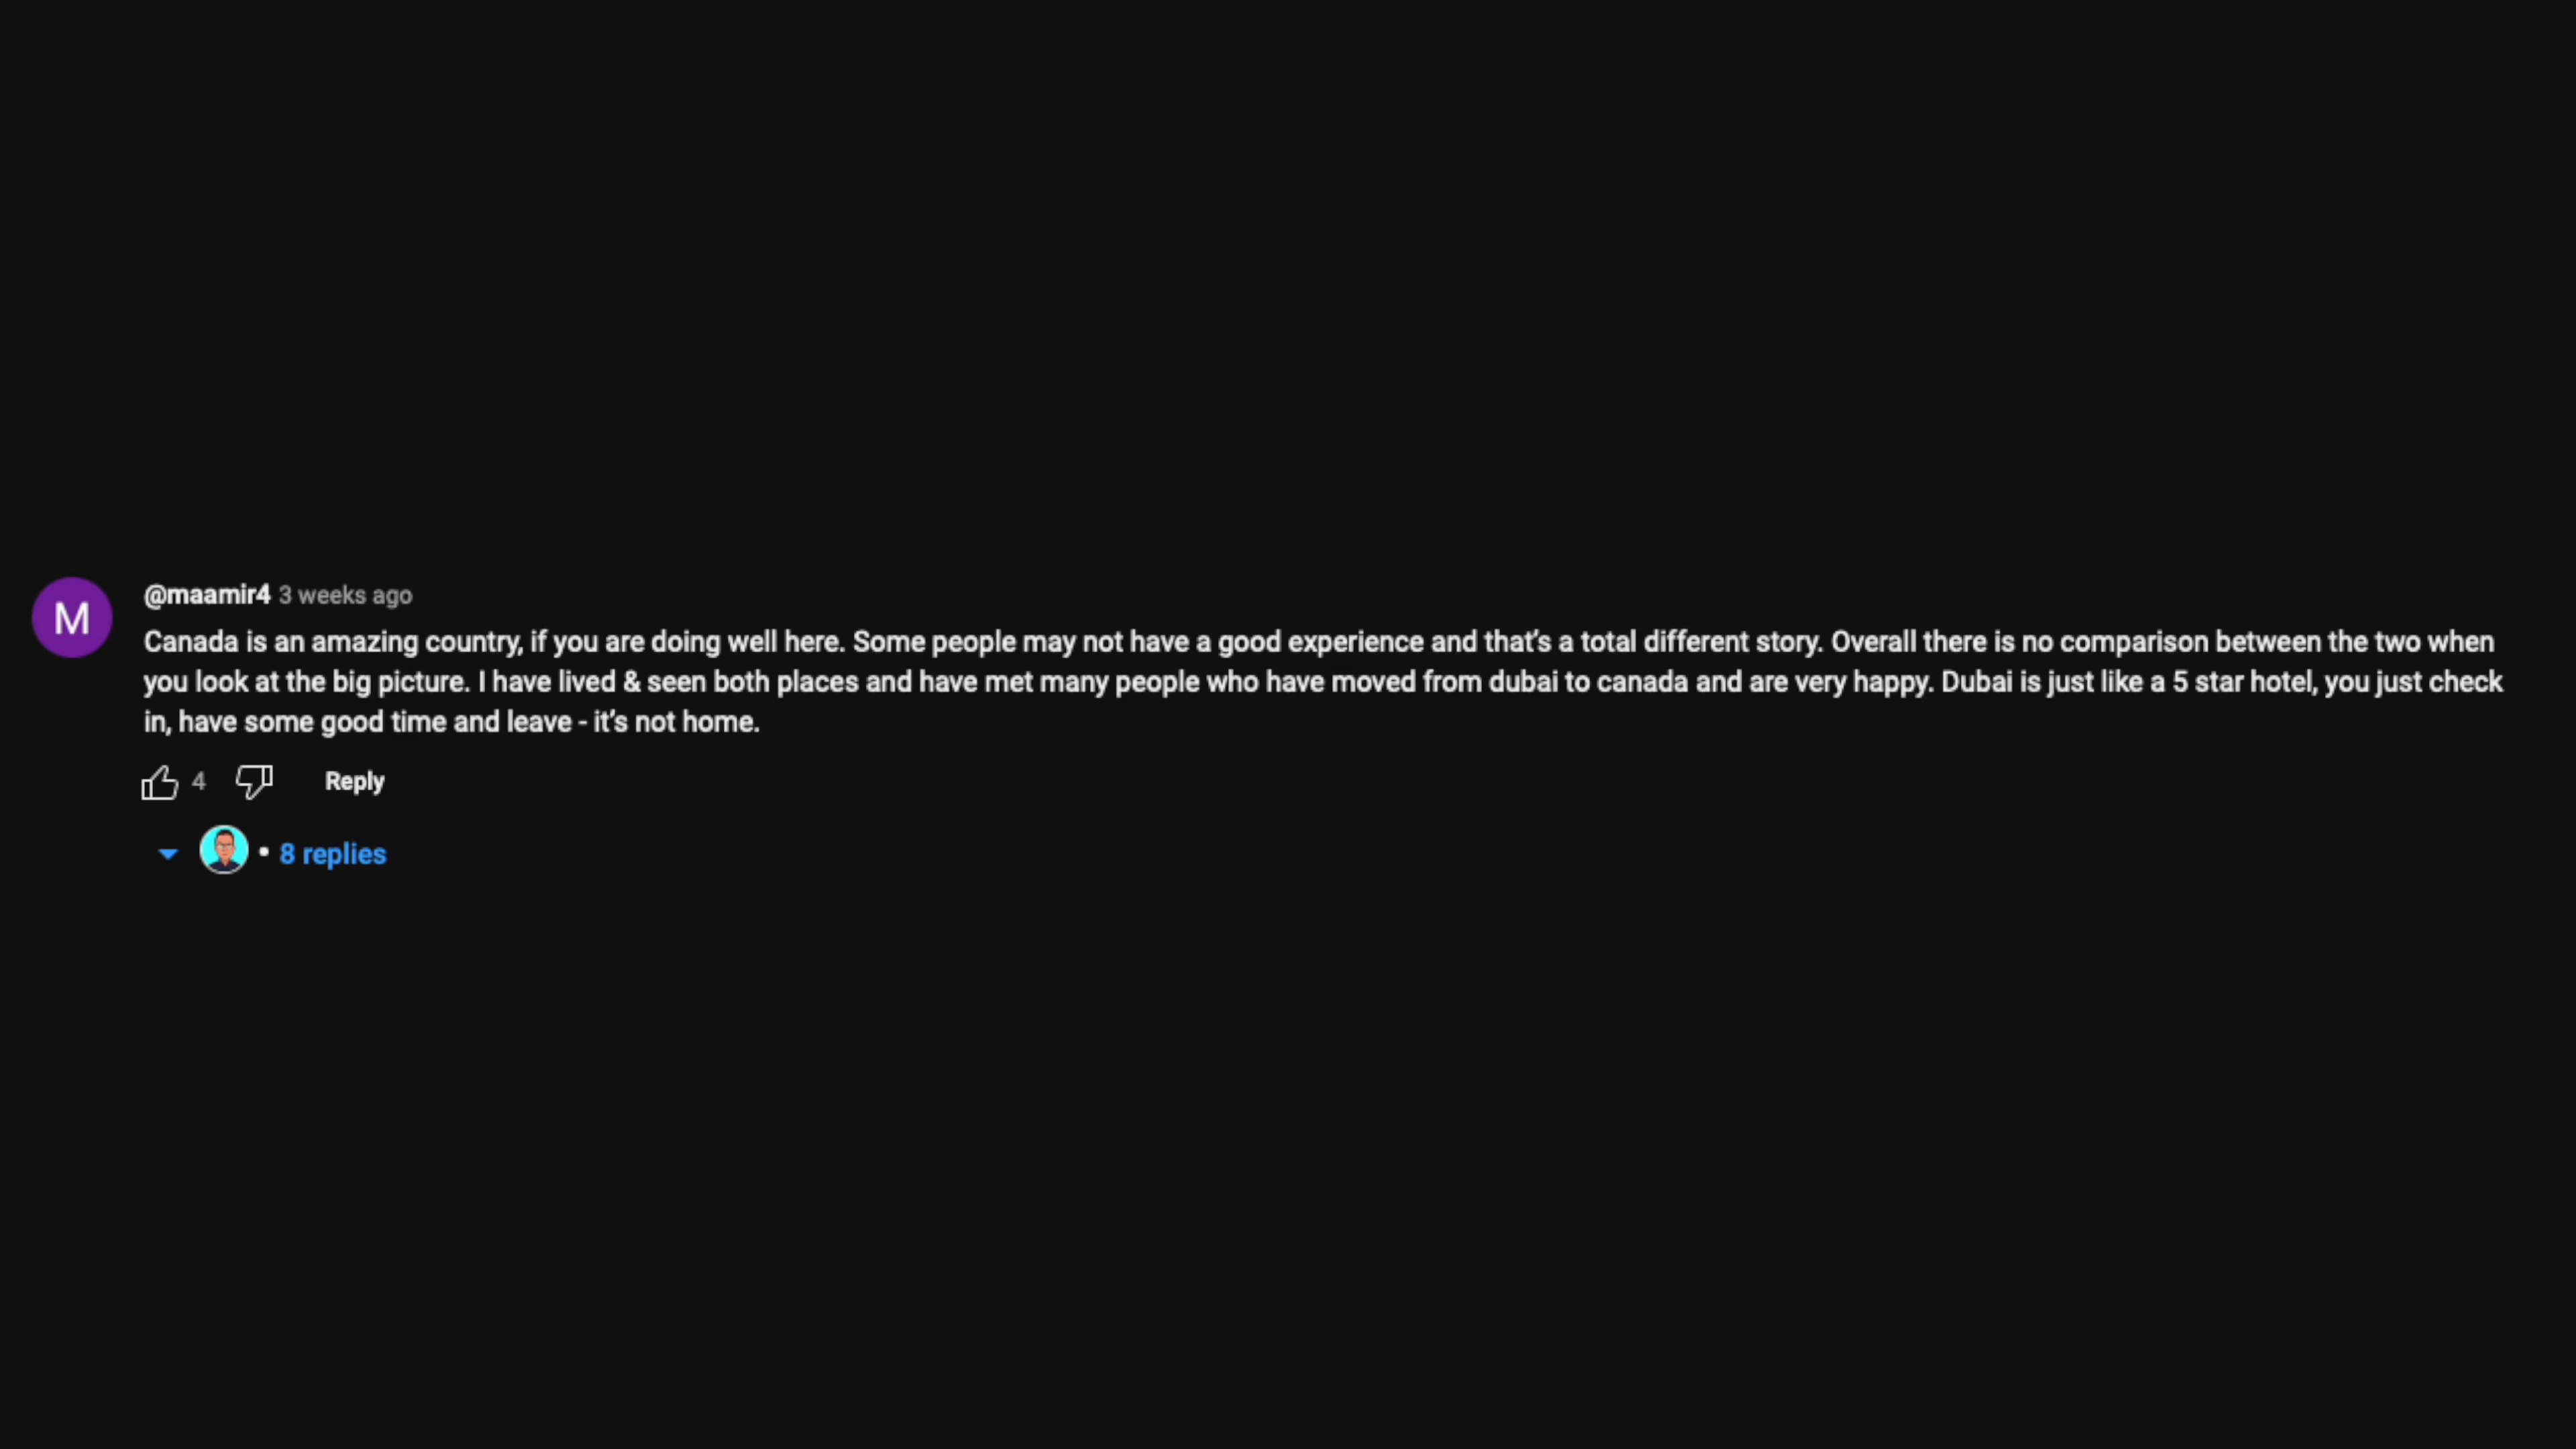 M
@maamir4 3 weeks ago
Canada is an amazing country, if you are doing well here. Some people may not have a good experience and that's a total different story. Overall there is no comparison between the two when
you look at the big picture. I have lived & seen both places and have met many people who have moved from dubai to canada and are very happy. Dubai is just like a 5 star hotel, you just check
in, have some good time and leave - it's not home.
4 Reply
• 8 replies